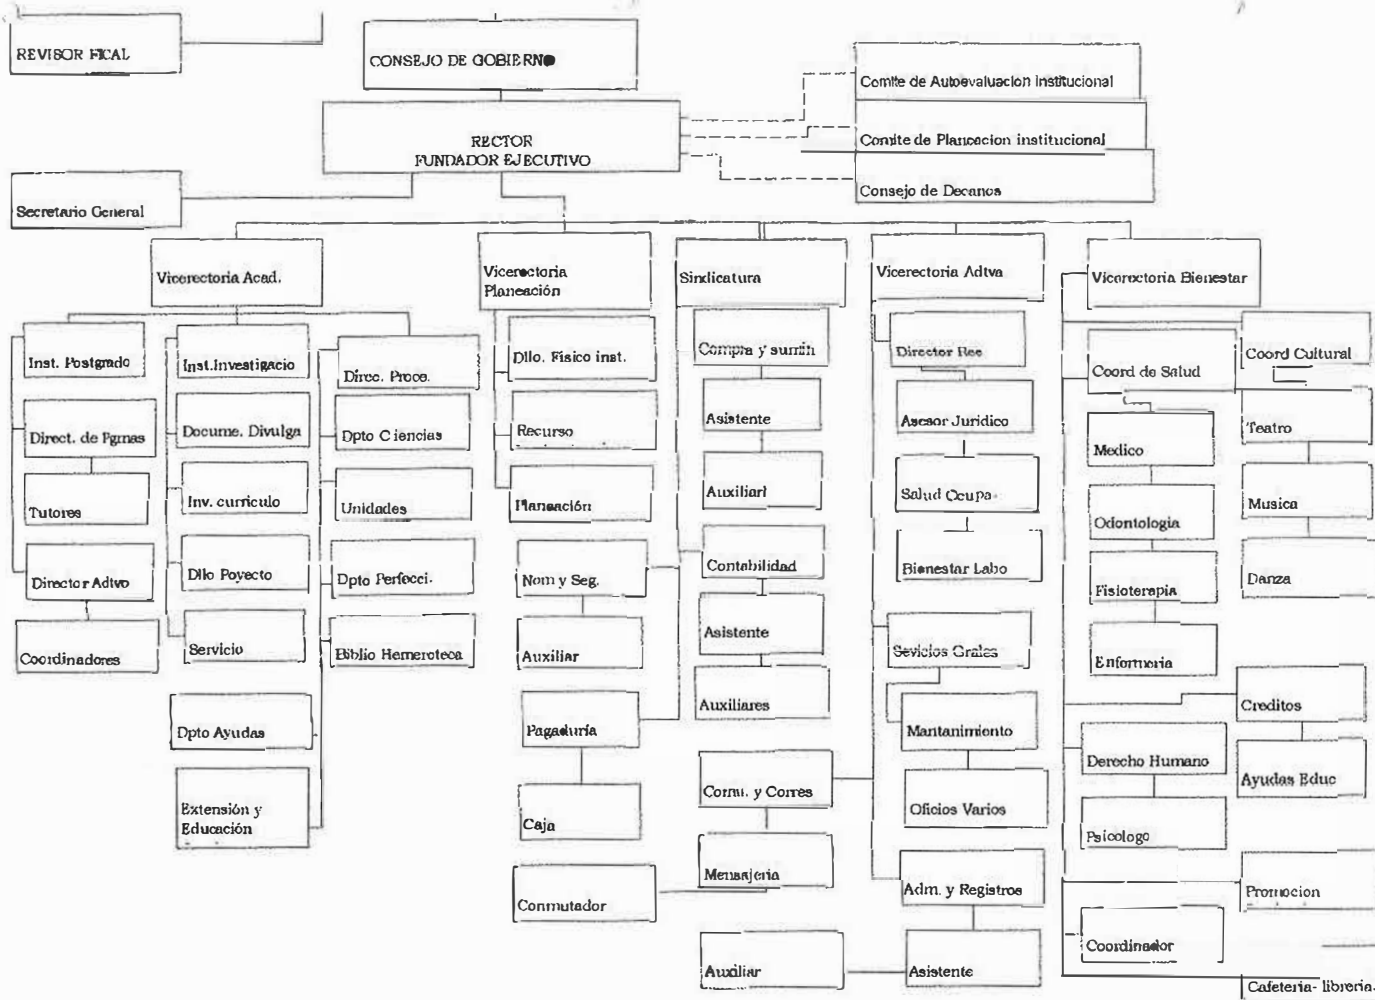 REVISOR FICAL
CONSEJO DE GOBIERNO
Comite de Autoevaluacion institucional
RECTOR
FUNDADOR EJECUTIVO
Comite de Planeacion institucional
Consejo de Decanos
Secretario General
Vicerectoria Acad.
Vicerectoria
Planeación
Sindicatura
Vicerectoria Adtva
Vicerectoria Bienestar
Inst. Postgrado
Inst.Investigacio
Direc. Proce.
Dllo. Fisico inst.
Compra y sumin
Director Rec
Coord de Salud
Coord Cultural
Direct. de Pgmas
Docume. Divulga
Dpto Ciencias
Recurso
Asistente
Asesor Juridico
Medico
Teatro
Tutores
Inv. curriculo
Unidades
Planeación
Auxiliarl
Salud Ocupa.
Odontologia
Musica
Director Adtvo
Dllo Poyecto
Dpto Perfecci.
Nom y Seg.
Contabilidad
Bienestar Labo
Fisioterapia
Danza
Coordinadores
Servicio
Biblio Hemeroteca
Auxiliar
Asistente
Sevicios Grales
Enfermeria
Dpto Ayudas
Pagaduría
Auxiliares
Mantanimiento
Derecho Humano
Creditos
Extensión y
Educación
Caja
Comu. y Corres
Oficios Varios
Psicologo
Ayudas Educ
Conmutador
Mensajeria
Adm. y Registros
Promocion
Auxiliar
Asistente
Coordinador
Cafeteria- libreria.